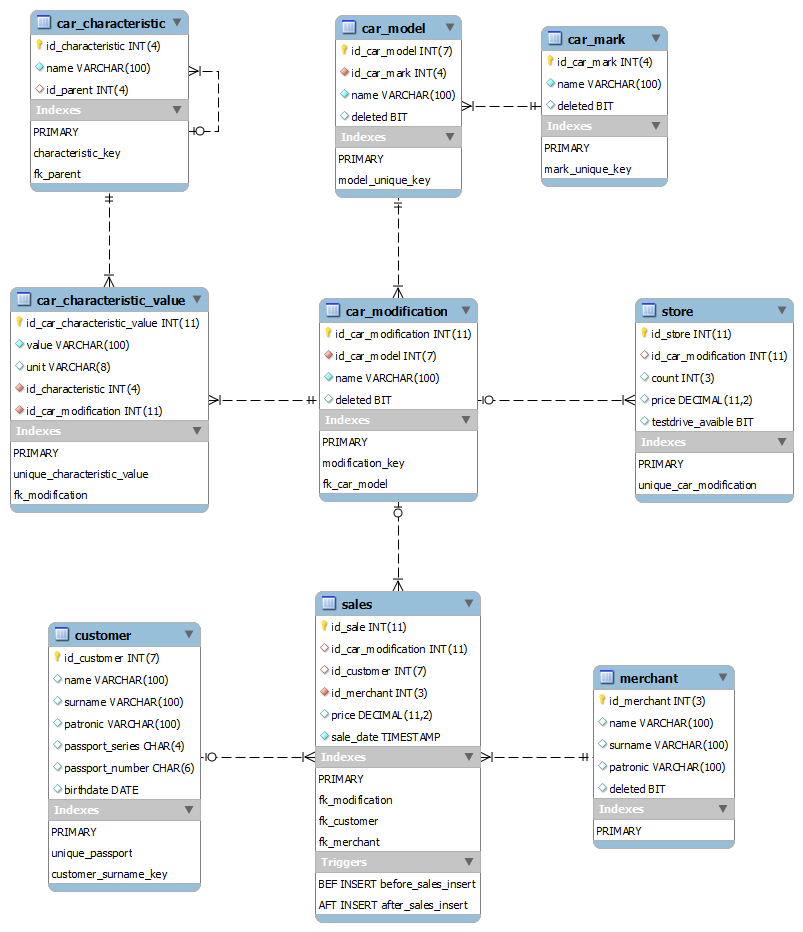 car_characteristic
id_characteristic INT(4)
name VARCHAR(100)
id_parent INT(4)
Indexes
PRIMARY
characteristic_key
fk_parent
car_model
id_car_model INT(7)
id_car_mark INT(4)
name VARCHAR(100)
deleted BIT
Indexes
PRIMARY
model_unique_key
car_mark
id_car_mark INT(4)
name VARCHAR(100)
deleted BIT
Indexes
PRIMARY
mark_unique_key
car_characteristic_value
id_car_characteristic_value INT(11)
value VARCHAR(100)
unit VARCHAR(8)
id_characteristic INT(4)
id_car_modification INT(11)
Indexes
PRIMARY
unique_characteristic_value
fk_modification
car_modification
id_car_modification INT(11)
id_car_model INT(7)
name VARCHAR(100)
deleted BIT
Indexes
PRIMARY
modification_key
fk_car_model
store
id_store INT(11)
id_car_modification INT(11)
count INT(3)
price DECIMAL(11,2)
testdrive_avaible BIT
Indexes
PRIMARY
unique_car_modification
customer
id_customer INT(7)
name VARCHAR(100)
surname VARCHAR(100)
patronic VARCHAR(100)
passport_series CHAR(4)
passport_number CHAR(6)
birthdate DATE
Indexes
PRIMARY
unique_passport
customer_surname_key
sales
id_sale INT(11)
id_car_modification INT(11)
id_customer INT(7)
id_merchant INT(3)
price DECIMAL(11,2)
sale_date TIMESTAMP
Indexes
PRIMARY
fk_modification
fk_customer
fk_merchant
Triggers
BEF INSERT before_sales_insert
AFT INSERT after_sales_insert
merchant
id_merchant INT(3)
name VARCHAR(100)
surname VARCHAR(100)
patronic VARCHAR(100)
deleted BIT
Indexes
PRIMARY